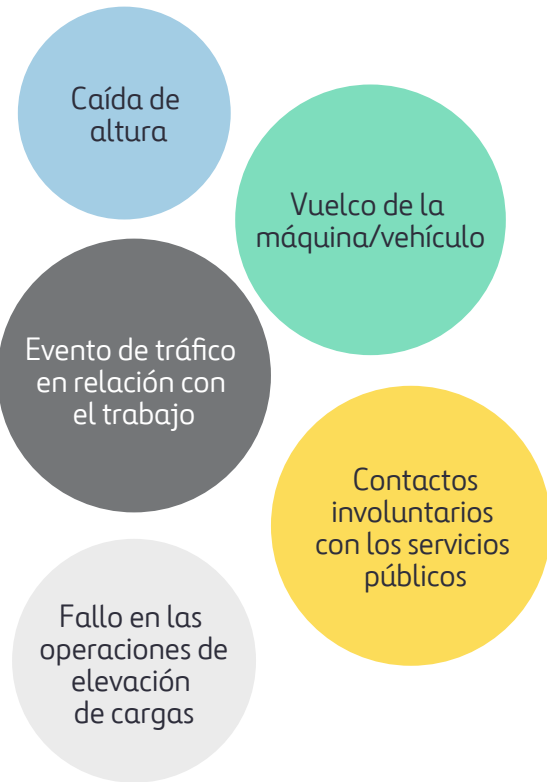 Caída de
altura
Vuelco de la
máquina/vehículo
Evento de tráfico
en relación con
el trabajo
Contactos
involuntarios
con los servicios
públicos
Fallo en las
operaciones de
elevación
de cargas